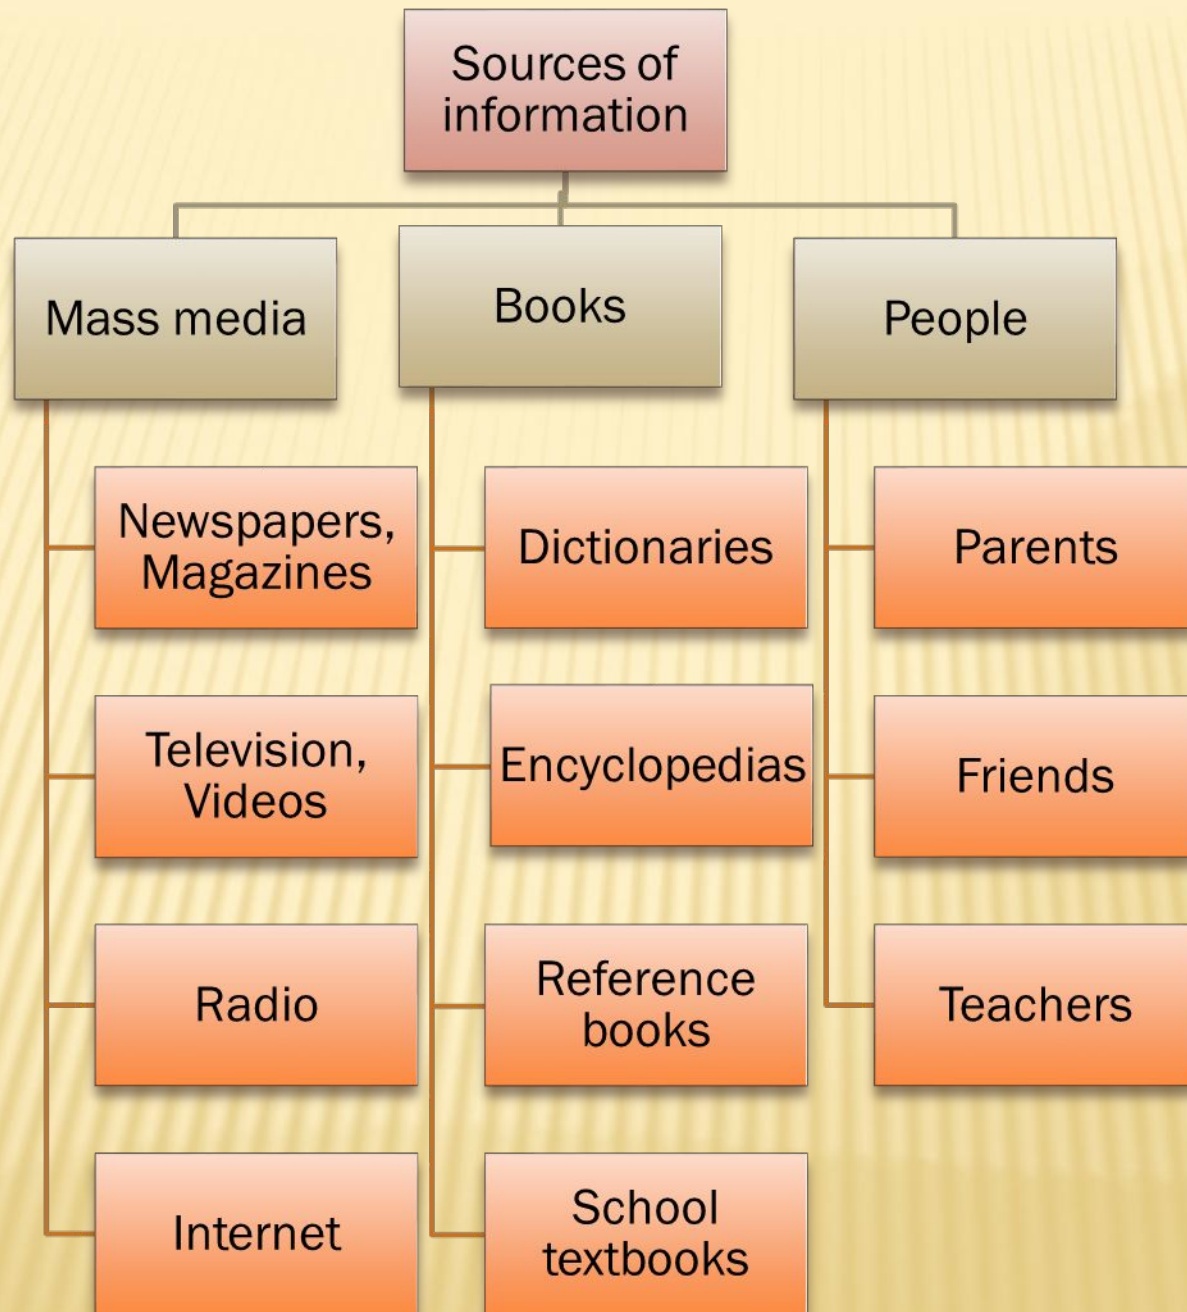 Sources of
information
Mass media
Books
People
Newspapers,
Magazines
Dictionaries
Parents
Television,
Videos
Encyclopedias
Friends
Radio
Reference
books
Teachers
Internet
School
textbooks